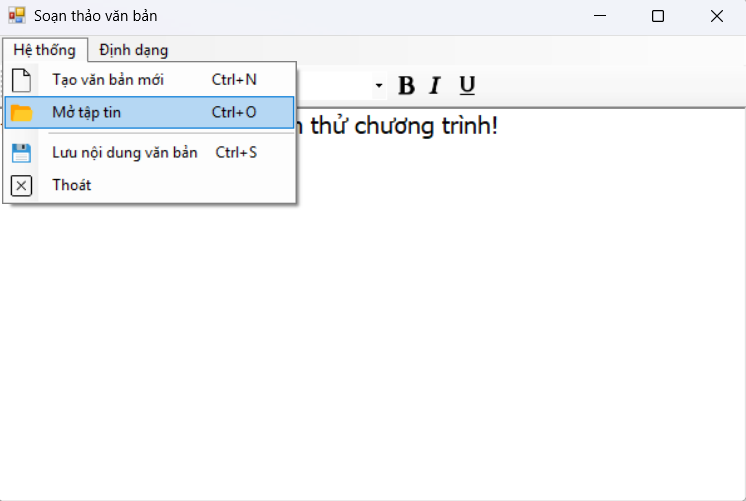 Soạn thảo văn bản
Hệ thống Định dạng
Tạo văn bản mới Ctrl+N
B I U
Mở tập tin Ctrl+O
thử chương trình!
Lưu nội dung văn bản Ctrl+S
Thoát